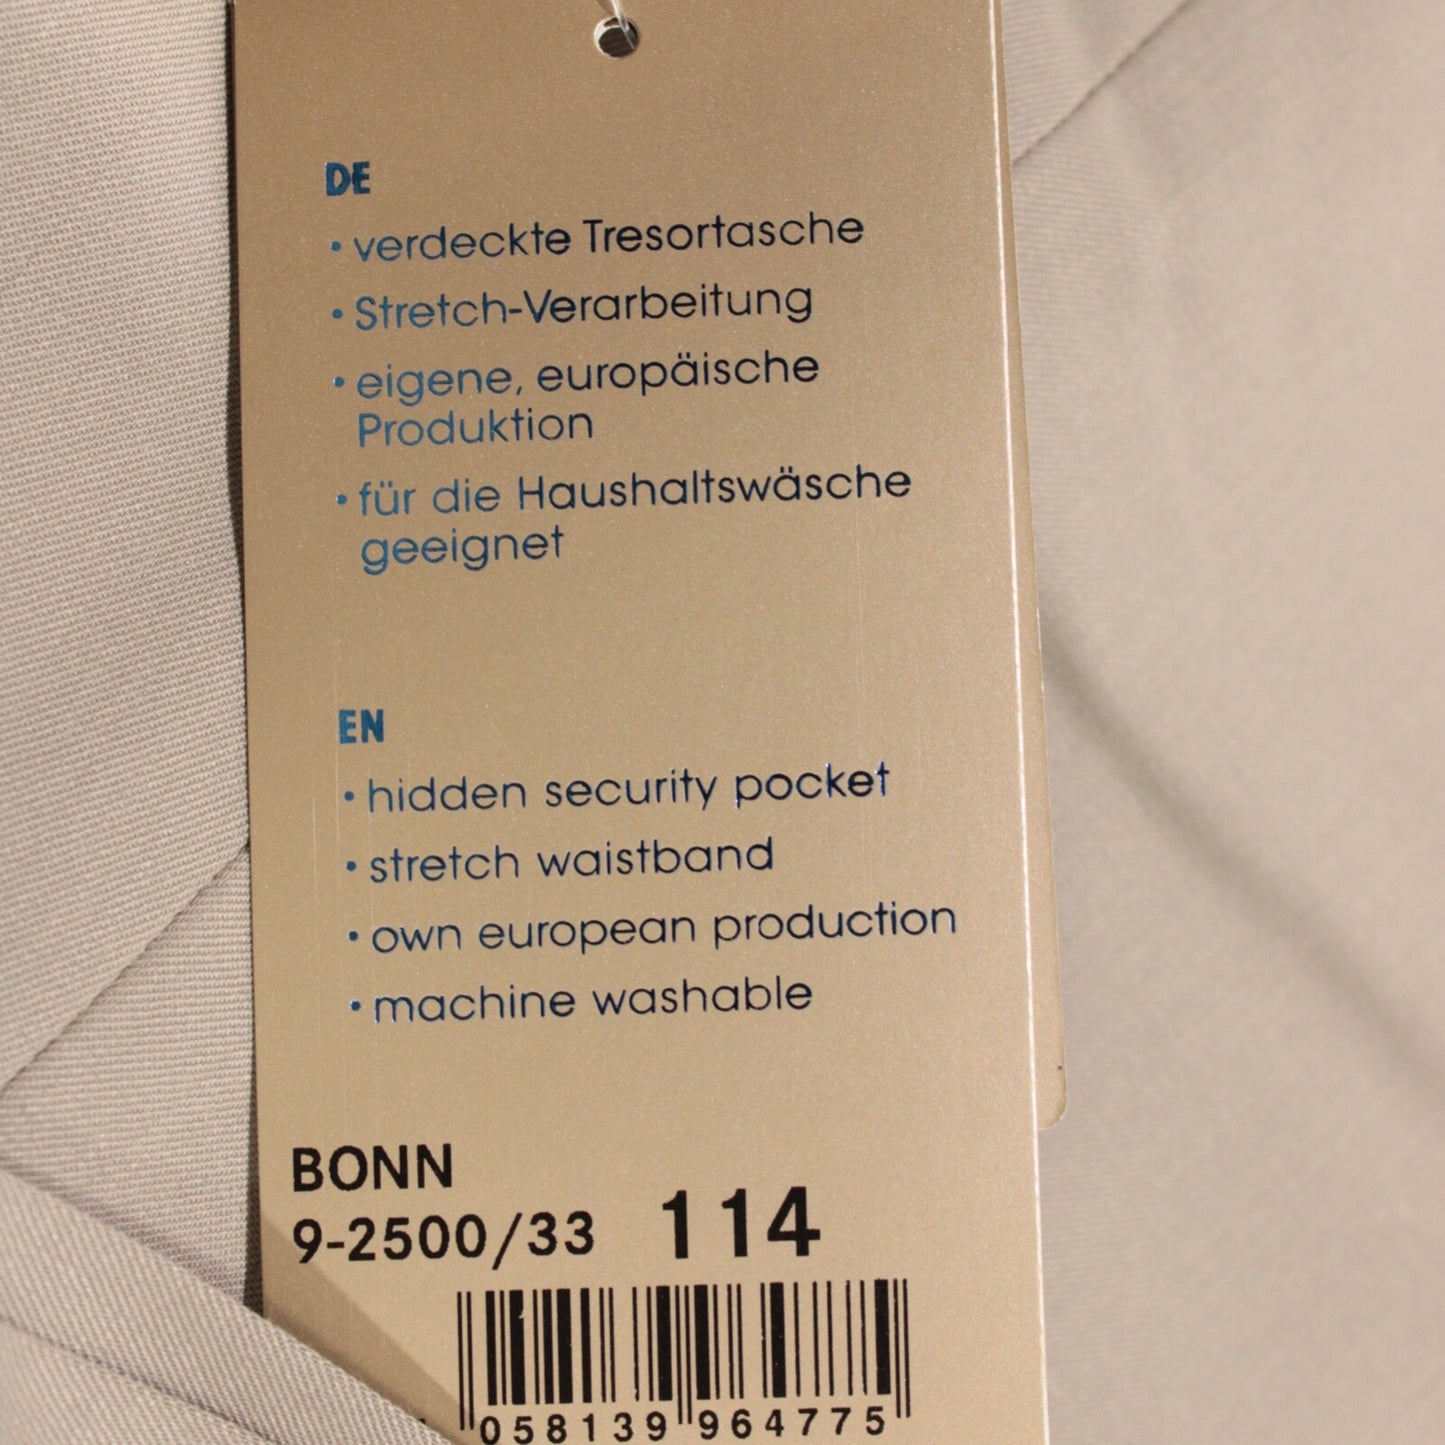 DE
• verdeckte Tresortasche
• Stretch-Verarbeitung
• eigene, europäische
Produktion
• für die Haushaltswäsche
geeignet
EN
• hidden security pocket
• stretch waistband
• own european production
• machine washable
BONN
9-2500/33 114
058139 964775